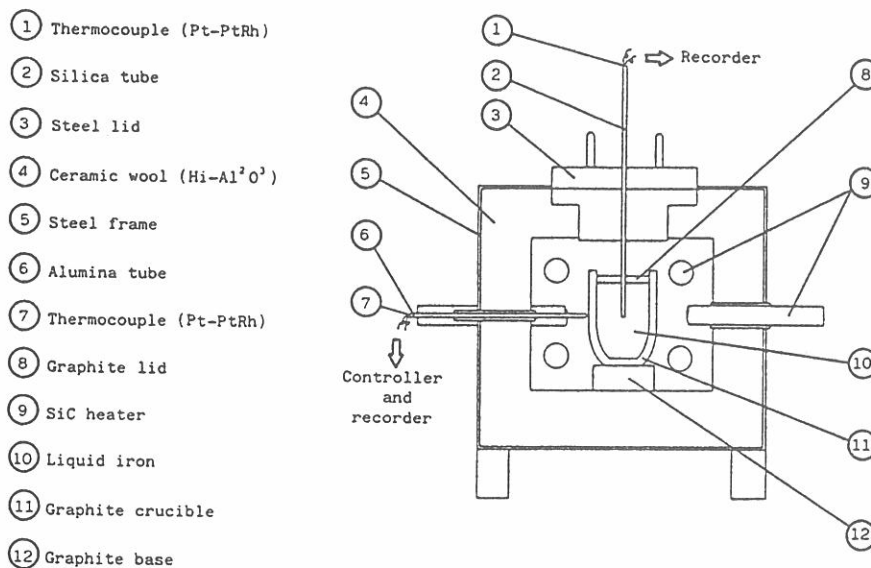 1 Thermocouple (Pt-PtRh)
2 Silica tube
3 Steel lid
4 Ceramic wool (Hi-Al²O³)
5 Steel frame
6 Alumina tube
7 Thermocouple (Pt-PtRh)
8 Graphite lid
9 SiC heater
10 Liquid iron
11 Graphite crucible
12 Graphite base
1
Recorder
2
8
4
3
5
9
6
7
10
Controller
and
recorder
11
12